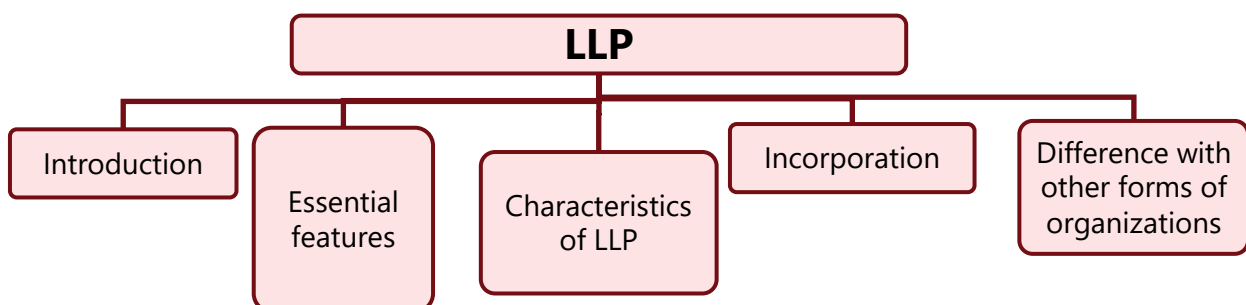 LLP
Introduction
Essential
features
Characteristics
of LLP
Incorporation
Difference with
other forms of
organizations